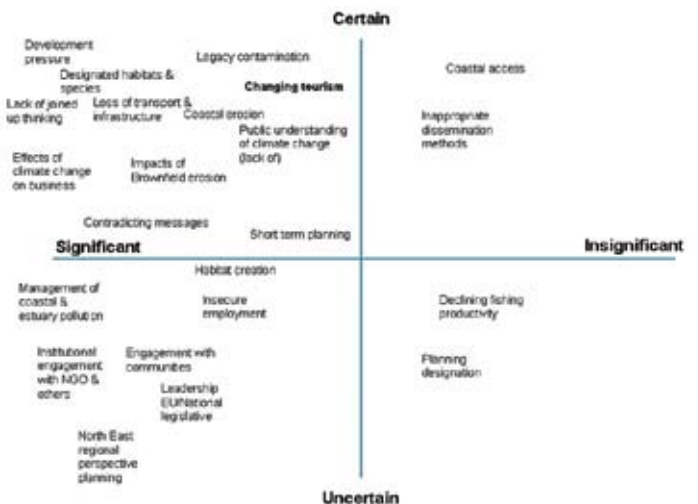 Certain
Development
pressure
Legacy contamination
Coastal access
Designated habitats &
species
Changing tourism
Lack of joined
up thinking
Loss of transport &
infrastructure
Coastal erosion
Inappropriate
dissemination
methods
Public understanding
of climate change
(lack of)
Effects of
climate change
on business
Impacts of
Brownfield erosion
Contradicting messages
Short term planning
Significant
Insignificant
Habitat creation
Management of
coastal &
estuary pollution
Insecure
employment
Declining fishing
productivity
Institutional
engagement
with NGO &
others
Engagement with
communities
Planning
designation
Leadership
EU/National
legislative
North East
regional
perspective
planning
Uncertain